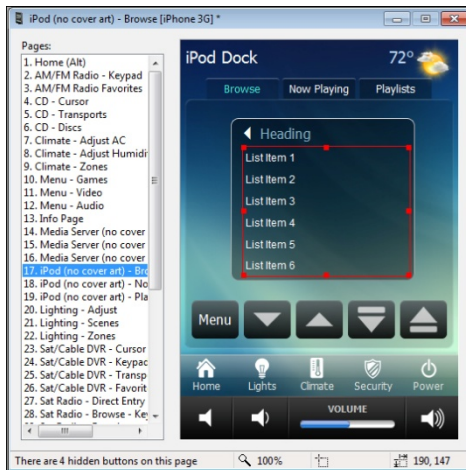 iPod (no cover art) - Browse [iPhone 3G] *
Pages:
1. Home (Alt)
2. AM/FM Radio - Keypad
3. AM/FM Radio Favorites
4. CD - Cursor
5. CD - Transports
6. CD - Discs
7. Climate - Adjust AC
8. Climate - Adjust Humidi
9. Climate - Zones
10. Menu - Games
11. Menu - Video
12. Menu - Audio
13. Info Page
14. Media Server (no cover
15. Media Server (no cover
16. Media Server (no cover
17. iPod (no cover art) - Bro
18. iPod (no cover art) - No
19. iPod (no cover art) - Pla
20. Lighting - Adjust
21. Lighting - Scenes
22. Lighting - Zones
23. Sat/Cable DVR - Cursor
24. Sat/Cable DVR - Keypad
25. Sat/Cable DVR - Transp
26. Sat/Cable DVR - Favorit
27. Sat Radio - Direct Entry
28. Sat Radio - Browse - Key
iPod Dock
72°
Browse
Now Playing
Playlists
Heading
List Item 1
List Item 2
List Item 3
List Item 4
List Item 5
List Item 6
Menu
Home
Lights
Climate
Security
Power
VOLUME
There are 4 hidden buttons on this page
100%
190, 147